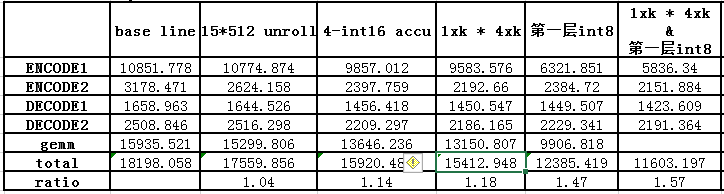 base line 15*512 unroll 4-int16 accu 1xk * 4xk 第一层int8 1xk * 4xk & 第一层int8
ENCODE1 10851.778 10774.874 9857.012 9583.576 6321.851 5836.34
ENCODE2 3178.471 2624.158 2397.759 2192.66 2384.72 2151.884
DECODE1 1658.963 1644.526 1456.418 1450.547 1449.507 1423.609
DECODE2 2508.846 2516.298 2209.297 2186.165 2229.341 2191.364
gemm 15935.521 15299.806 13646.236 13150.807 9906.818
total 18198.058 17559.856 15920.48 15412.948 12385.419 11603.197
ratio 1.04 1.14 1.18 1.47 1.57